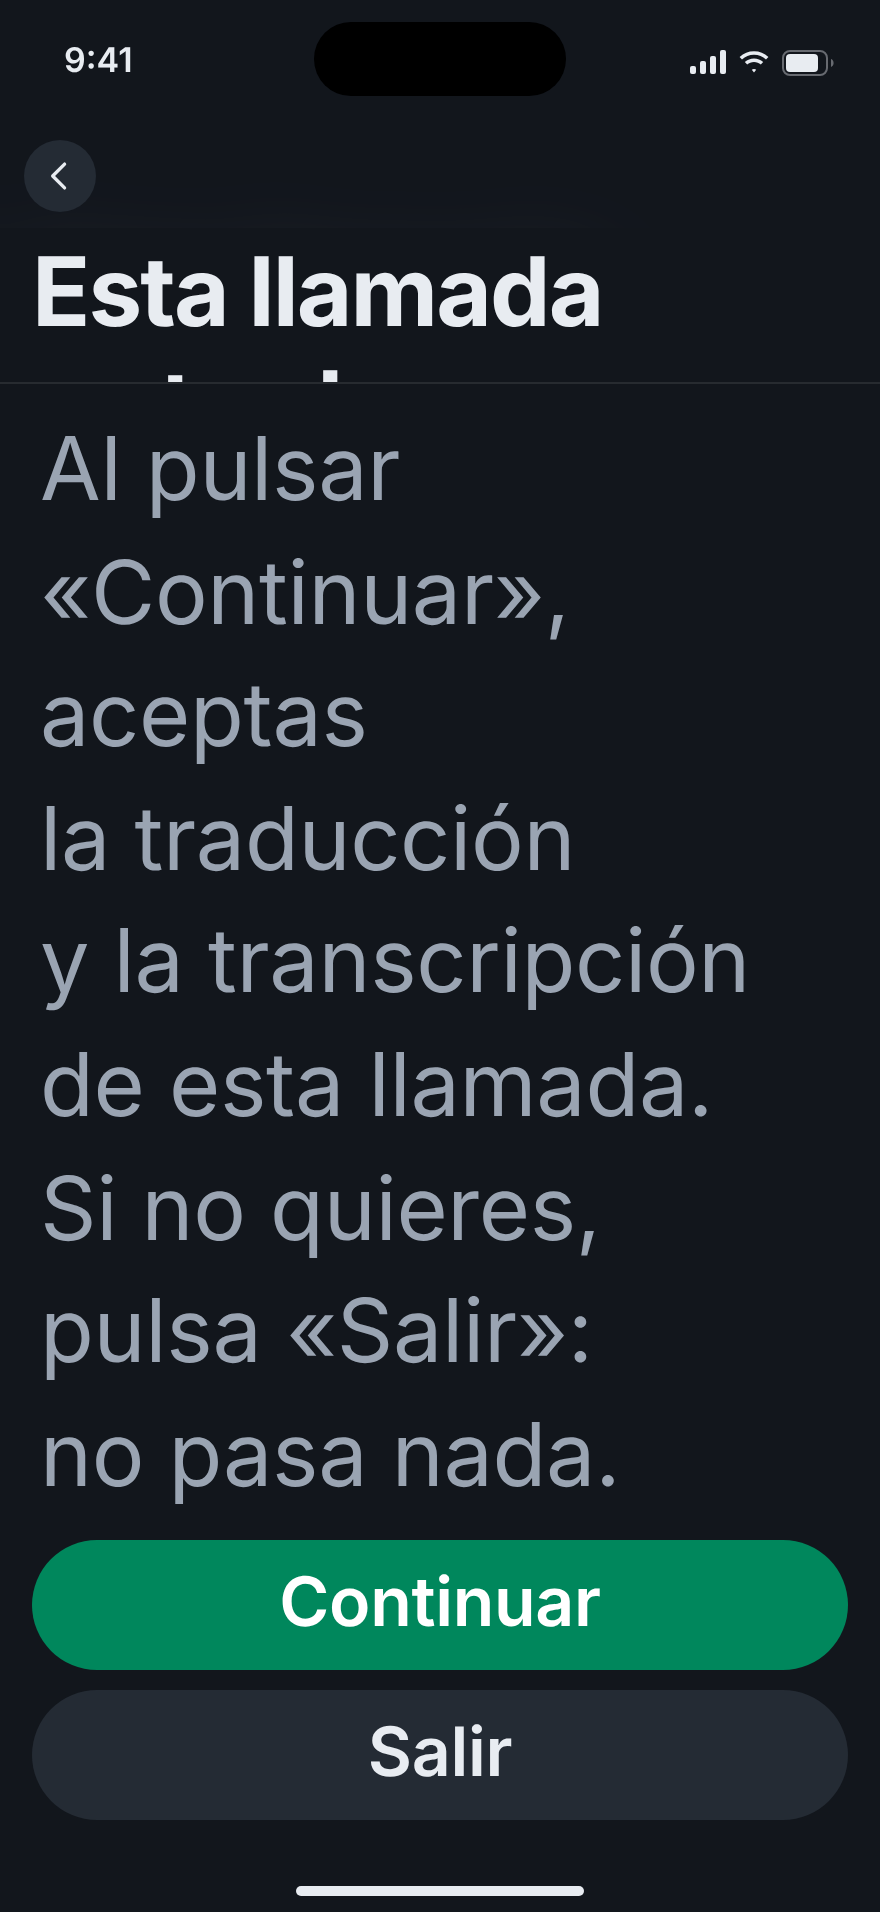 9:41
Esta llamada
Al pulsar
«Continuar»,
aceptas
la traducción
y la transcripción
de esta llamada.
Si no quieres,
pulsa «Salir»:
no pasa nada.
Continuar
Salir